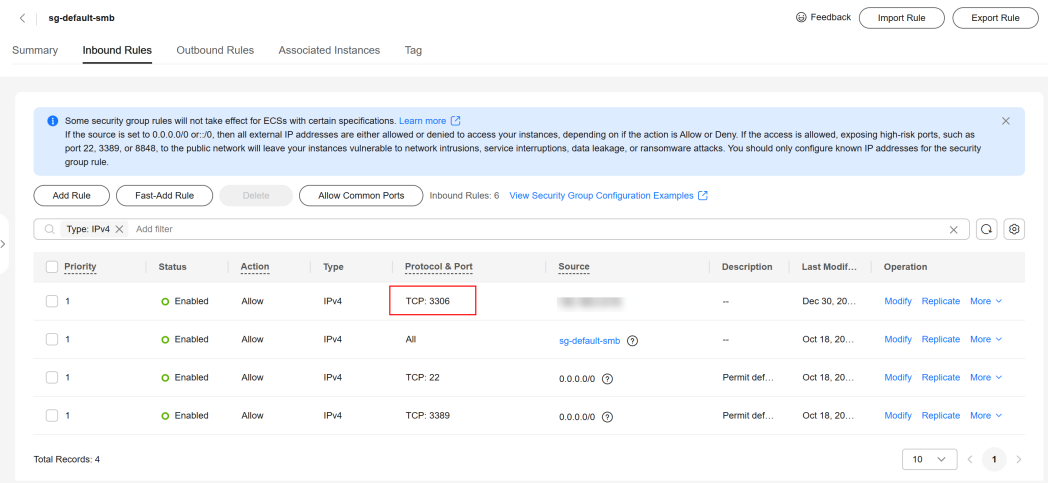 sg-default-smb
Feedback
Import Rule
Export Rule
Summary
Inbound Rules
Outbound Rules
Associated Instances
Tag
Some security group rules will not take effect for ECSs with certain specifications. Learn more
If the source is set to 0.0.0.0/0 or::/0, then all external IP addresses are either allowed or denied to access your instances, depending on if the action is Allow or Deny. If the access is allowed, exposing high-risk ports, such as
port 22, 3389, or 8848, to the public network will leave your instances vulnerable to network intrusions, service interruptions, data leakage, or ransomware attacks. You should only configure known IP addresses for the security
group rule.
Add Rule
Fast-Add Rule
Delete
Allow Common Ports
Inbound Rules: 6
View Security Group Configuration Examples
Type: IPv4
Add filter
Priority Status Action Type Protocol & Port Source Description Last Modif... Operation
1 Enabled Allow IPv4 TCP: 3306 -- Dec 30, 20... Modify Replicate More
1 Enabled Allow IPv4 All sg-default-smb -- Oct 18, 20... Modify Replicate More
1 Enabled Allow IPv4 TCP: 22 0.0.0.0/0 Permit def... Oct 18, 20... Modify Replicate More
1 Enabled Allow IPv4 TCP: 3389 0.0.0.0/0 Permit def... Oct 18, 20... Modify Replicate More
Total Records: 4
10
1